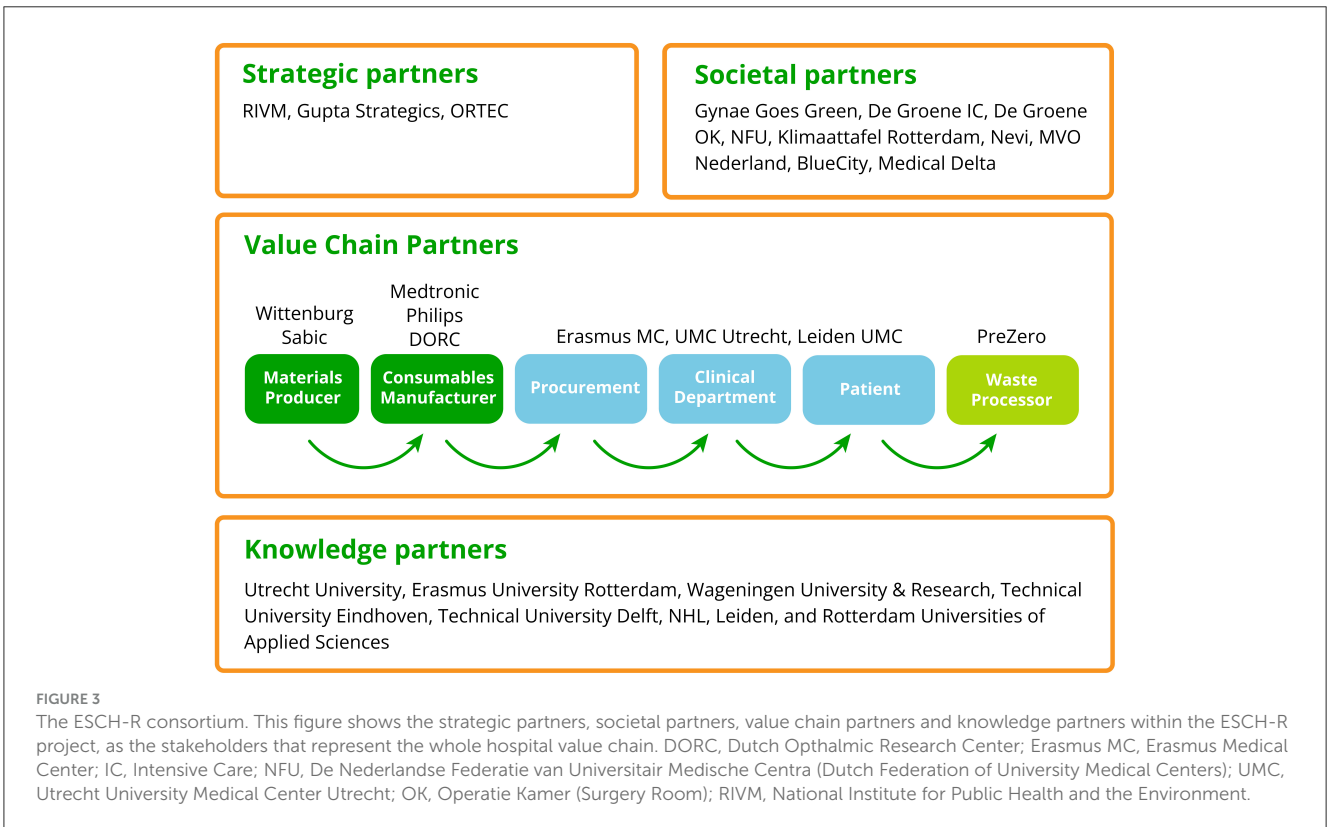 Strategic partners
RIVM, Gupta Strategics, ORTEC
Societal partners
Gynae Goes Green, De Groene IC, De Groene
OK, NFU, Klimaattafel Rotterdam, Nevi, MVO
Nederland, BlueCity, Medical Delta
Value Chain Partners
Wittenburg
Sabic
Medtronic
Philips
DORC
Erasmus MC, UMC Utrecht, Leiden UMC
PreZero
Materials
Producer
Consumables
Manufacturer
Procurement
Clinical
Department
Patient
Waste
Processor
Knowledge partners
Utrecht University, Erasmus University Rotterdam, Wageningen University & Research, Technical
University Eindhoven, Technical University Delft, NHL, Leiden, and Rotterdam Universities of
Applied Sciences
FIGURE 3
The ESCH-R consortium. This figure shows the strategic partners, societal partners, value chain partners and knowledge partners within the ESCH-R
project, as the stakeholders that represent the whole hospital value chain. DORC, Dutch Opthalmic Research Center; Erasmus MC, Erasmus Medical
Center; IC, Intensive Care; NFU, De Nederlandse Federatie van Universitair Medische Centra (Dutch Federation of University Medical Centers); UMC,
Utrecht University Medical Center Utrecht; OK, Operatie Kamer (Surgery Room); RIVM, National Institute for Public Health and the Environment.